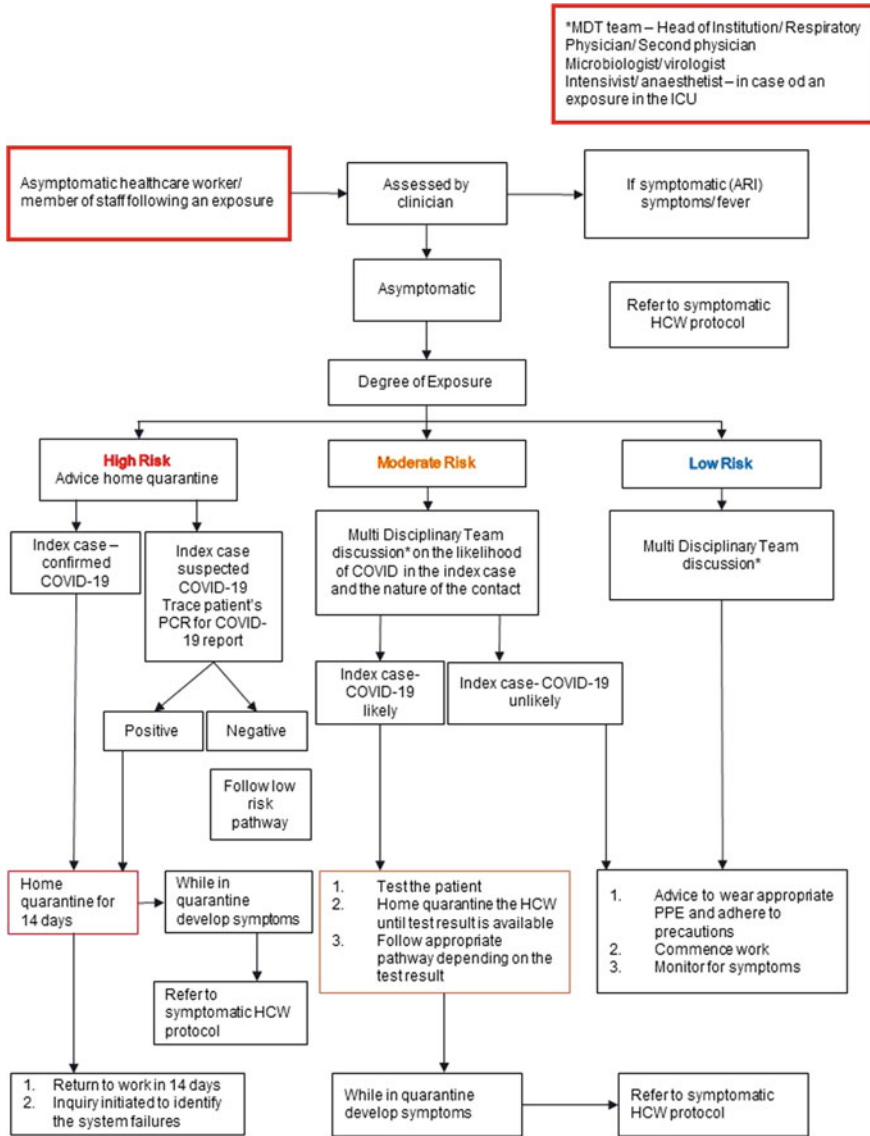 *MDT team – Head of Institution/ Respiratory
Physician/ Second physician
Microbiologist/ virologist
Intensivist/ anaesthetist – in case od an
exposure in the ICU
Asymptomatic healthcare worker/
member of staff following an exposure
Assessed by
clinician
If symptomatic (ARI)
symptoms/ fever
Asymptomatic
Refer to symptomatic
HCW protocol
Degree of Exposure
High Risk
Advice home quarantine
Moderate Risk
Low Risk
Index case –
confirmed
COVID-19
Index case
suspected
COVID-19
Trace patient's
PCR for COVID-
19 report
Multi Disciplinary Team
discussion* on the likelihood
of COVID in the index case
and the nature of the contact
Multi Disciplinary Team
discussion*
Index case-
COVID-19
likely
Index case- COVID-19
unlikely
Positive
Negative
Follow low
risk
pathway
Home
quarantine for
14 days
While in
quarantine
develop symptoms
1. Test the patient
2. Home quarantine the HCW
until test result is available
3. Follow appropriate
pathway depending on the
test result
1. Advice to wear appropriate
PPE and adhere to
precautions
2. Commence work
3. Monitor for symptoms
Refer to
symptomatic HCW
protocol
1. Return to work in 14 days
2. Inquiry initiated to identify
the system failures
While in quarantine
develop symptoms
Refer to symptomatic
HCW protocol